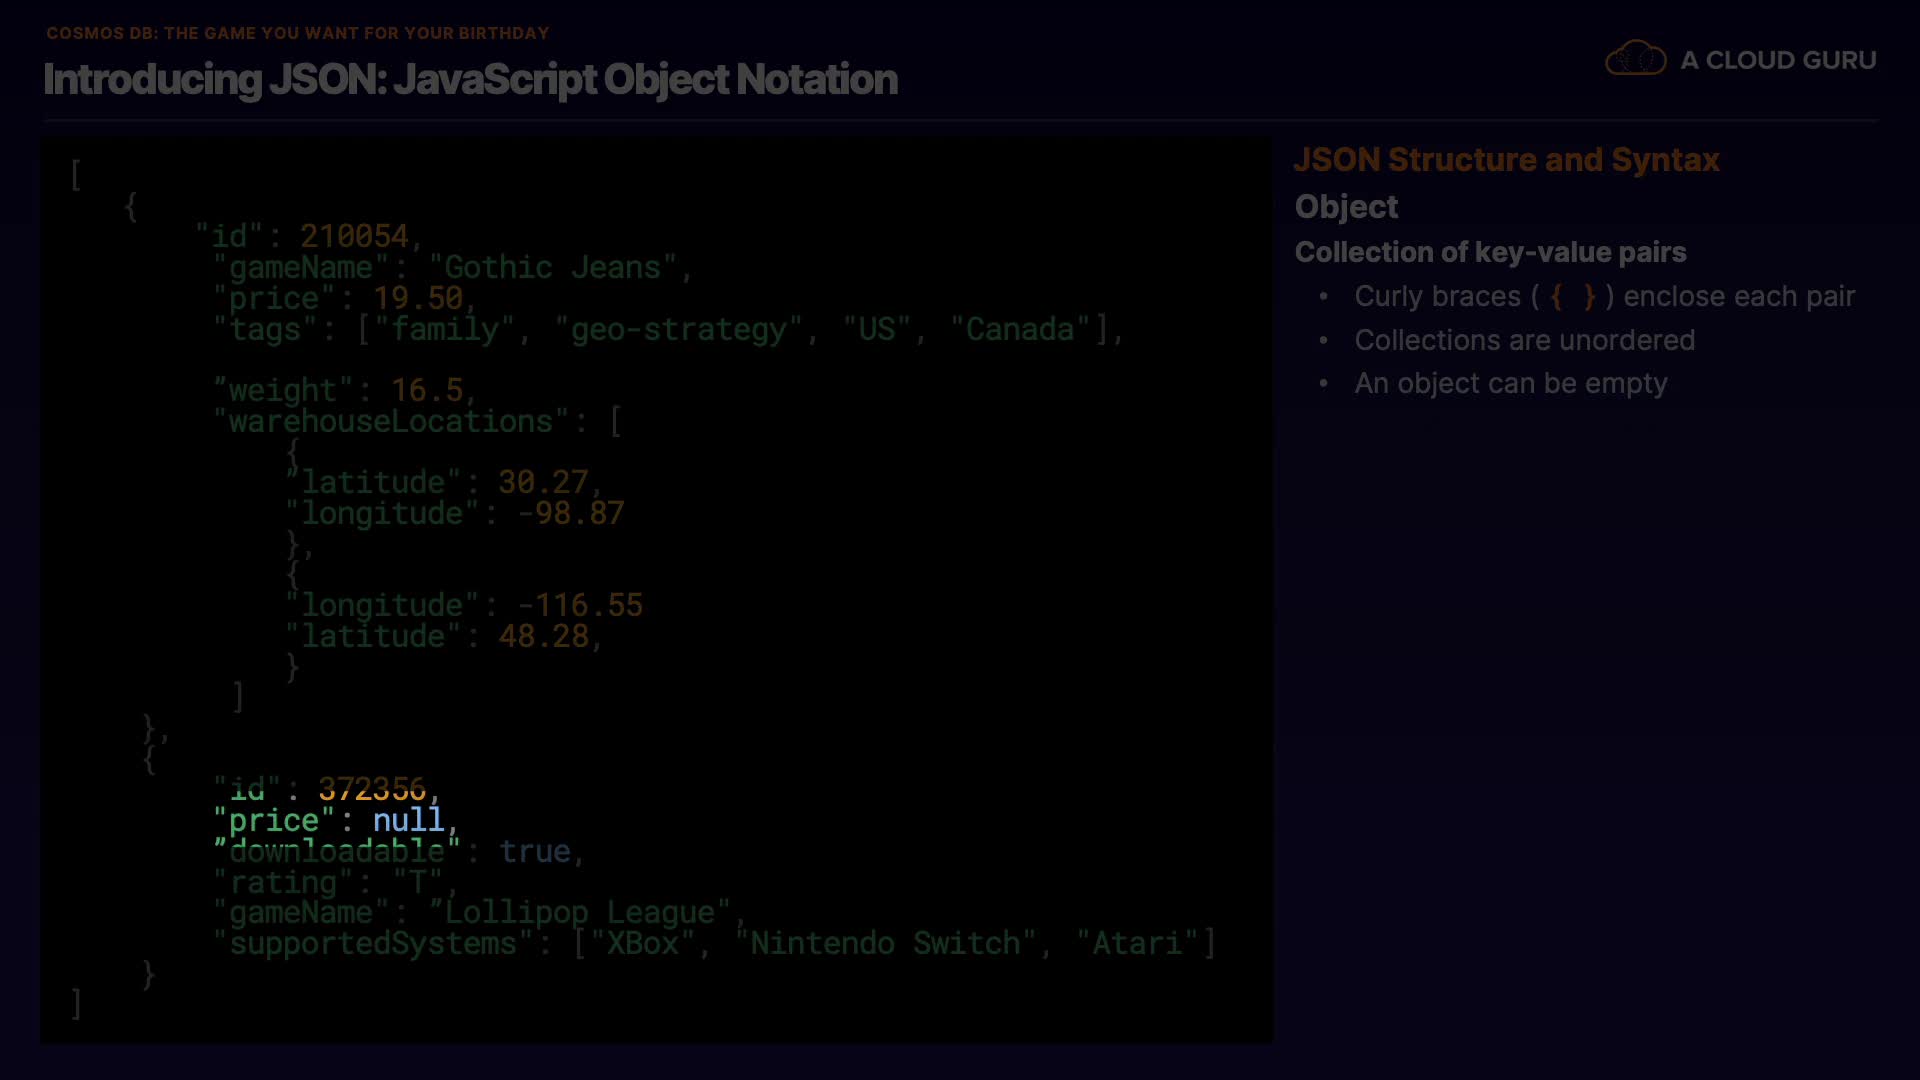 COSMOS DB: THE GAME YOU WANT FOR YOUR BIRTHDAY
Introducing JSON: JavaScript Object Notation
A CLOUD GURU
[
{
"id": 210054,
"gameName": "Gothic Jeans",
"price": 19.50,
"tags": ["family", "geo-strategy", "US", "Canada"],
”weight": 16.5,
"warehouseLocations": [
{
”latitude": 30.27,
"longitude": -98.87
},
{
"longitude": -116.55
"latitude": 48.28,
}
]
},
{
"id": 372356,
"price": null,
”downloadable": true,
"rating": "T",
"gameName": ”Lollipop League",
"supportedSystems": ["XBox", "Nintendo Switch", "Atari"]
}
]
JSON Structure and Syntax
Object
Collection of key-value pairs
• Curly braces ( { } ) enclose each pair
• Collections are unordered
• An object can be empty